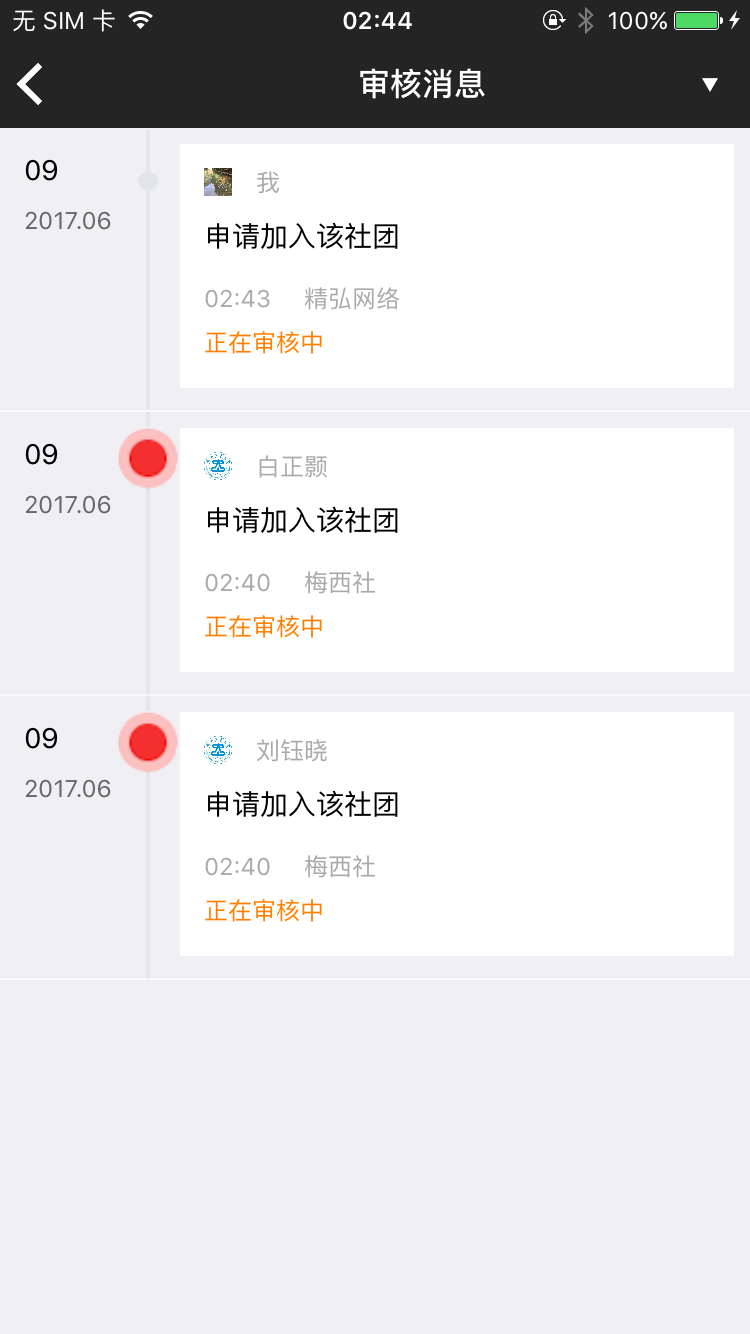 无 SIM 卡 02:44 100%
审核消息
09
2017.06
我
申请加入该社团
02:43 精弘网络
正在审核中
09
2017.06
白正颢
申请加入该社团
02:40 梅西社
正在审核中
09
2017.06
刘钰晓
申请加入该社团
02:40 梅西社
正在审核中